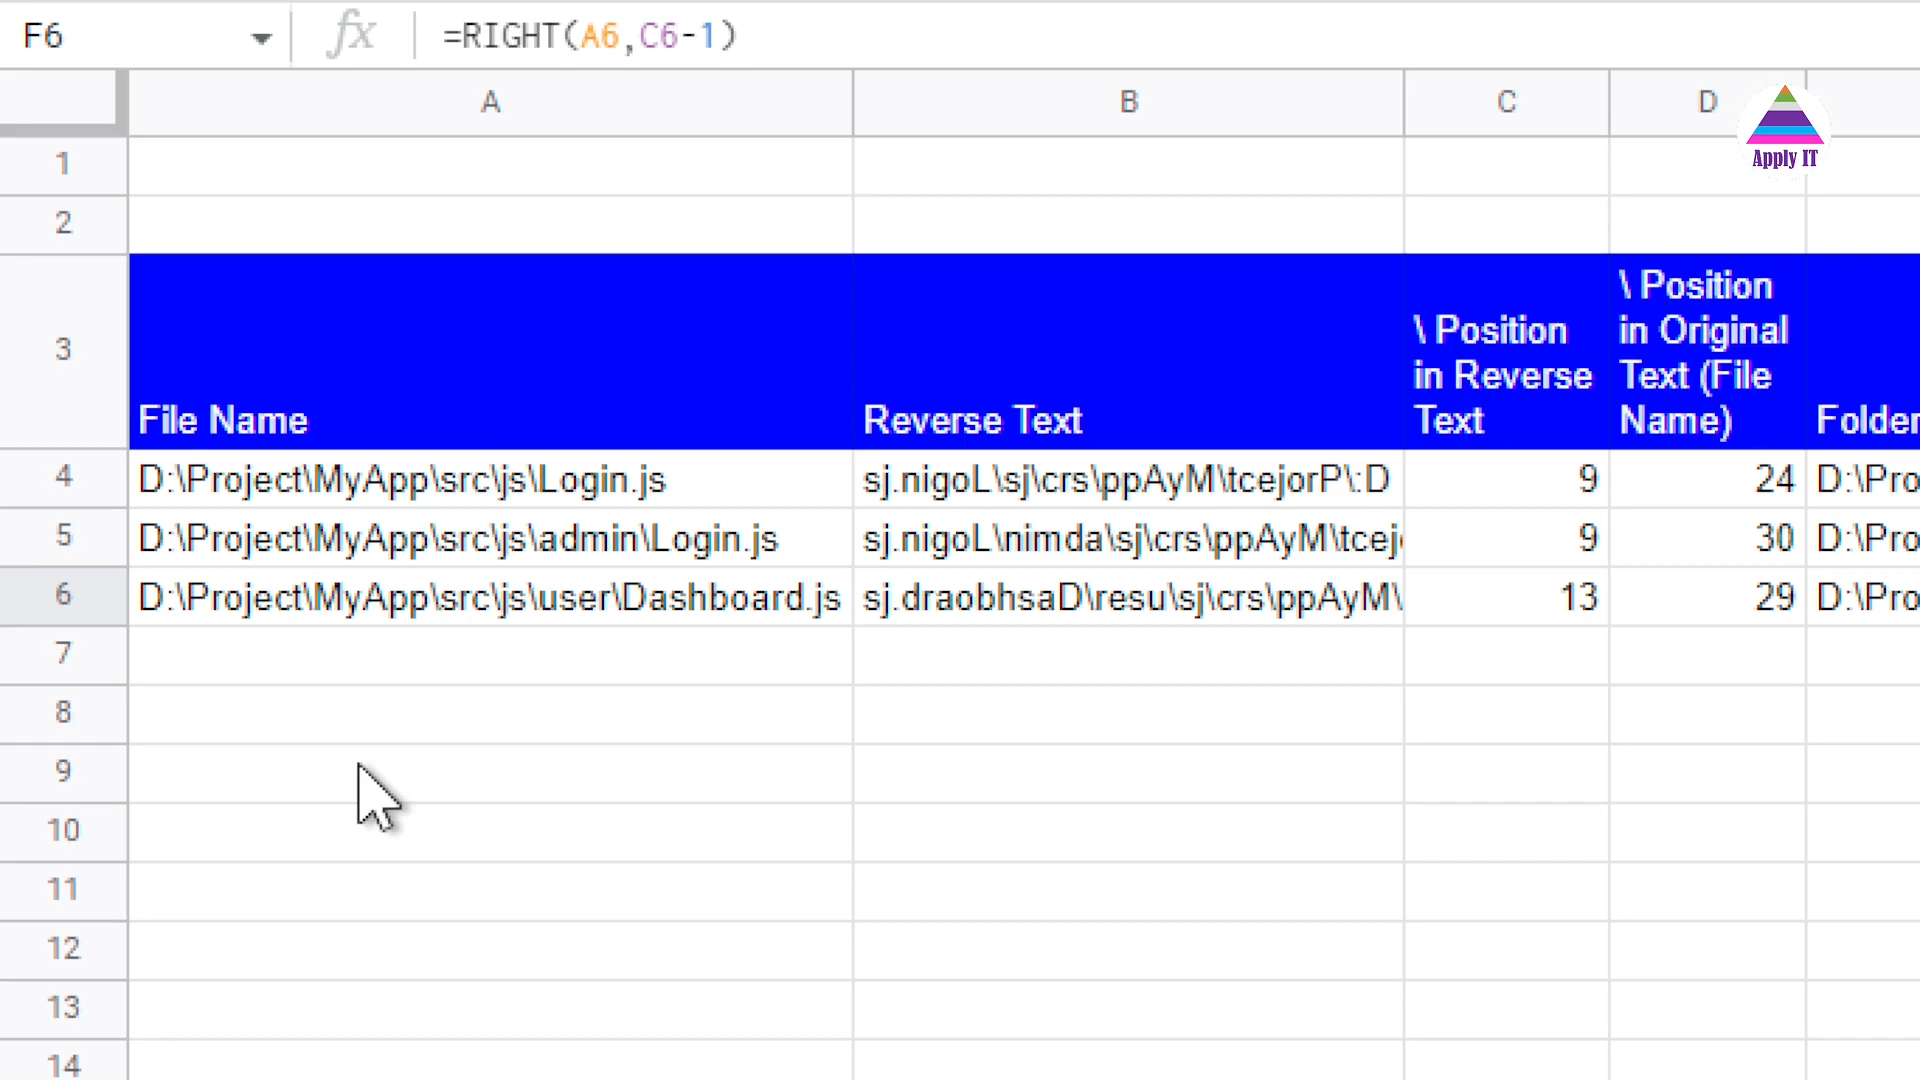 F6 fx =RIGHT(A6,C6-1)
A B C D
Apply IT
1
2
3 File Name Reverse Text \ Position in Reverse Text \ Position in Original Text (File Name) Folder
4 D:\Project\MyApp\src\js\Login.js sj.nigoL\sj\crs\ppAyM\tcejorP\:D 9 24 D:\Pro
5 D:\Project\MyApp\src\js\admin\Login.js sj.nigoL\nimda\sj\crs\ppAyM\tcej 9 30 D:\Pro
6 D:\Project\MyApp\src\js\user\Dashboard.js sj.draobhsaD\resu\sj\crs\ppAyM\ 13 29 D:\Pro
7
8
9
10
11
12
13
14